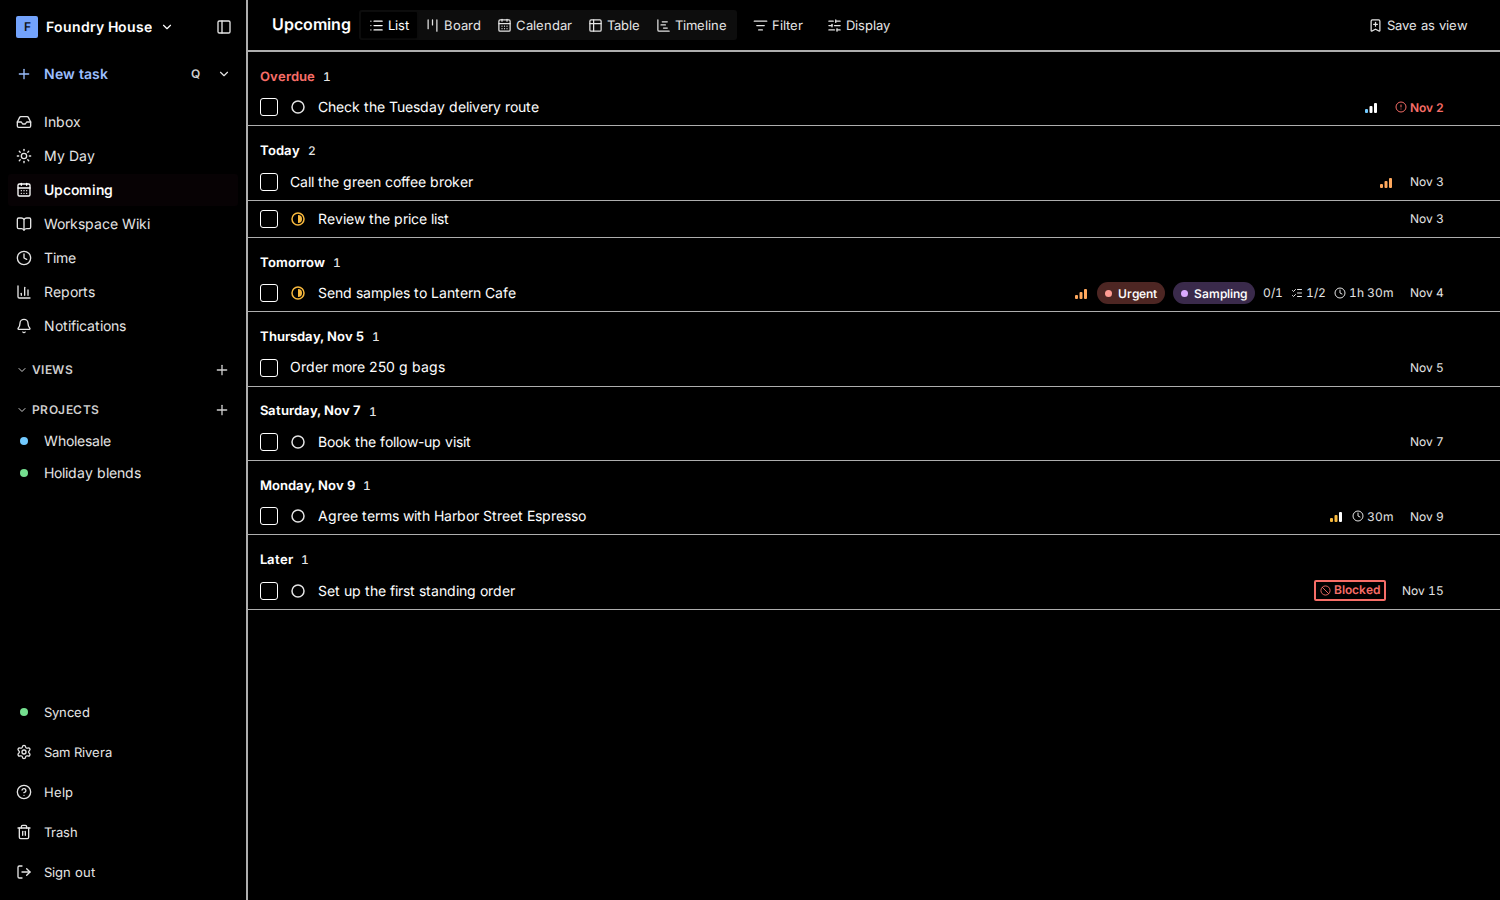 F Foundry House
New task Q
Inbox
My Day
Upcoming
Workspace Wiki
Time
Reports
Notifications
VIEWS
PROJECTS
Wholesale
Holiday blends
Synced
Sam Rivera
Help
Trash
Sign out
Upcoming List Board Calendar Table Timeline Filter Display Save as view
Overdue 1
Check the Tuesday delivery route Nov 2
Today 2
Call the green coffee broker Nov 3
Review the price list Nov 3
Tomorrow 1
Send samples to Lantern Cafe Urgent Sampling 0/1 1/2 1h 30m Nov 4
Thursday, Nov 5 1
Order more 250 g bags Nov 5
Saturday, Nov 7 1
Book the follow-up visit Nov 7
Monday, Nov 9 1
Agree terms with Harbor Street Espresso 30m Nov 9
Later 1
Set up the first standing order Blocked Nov 15